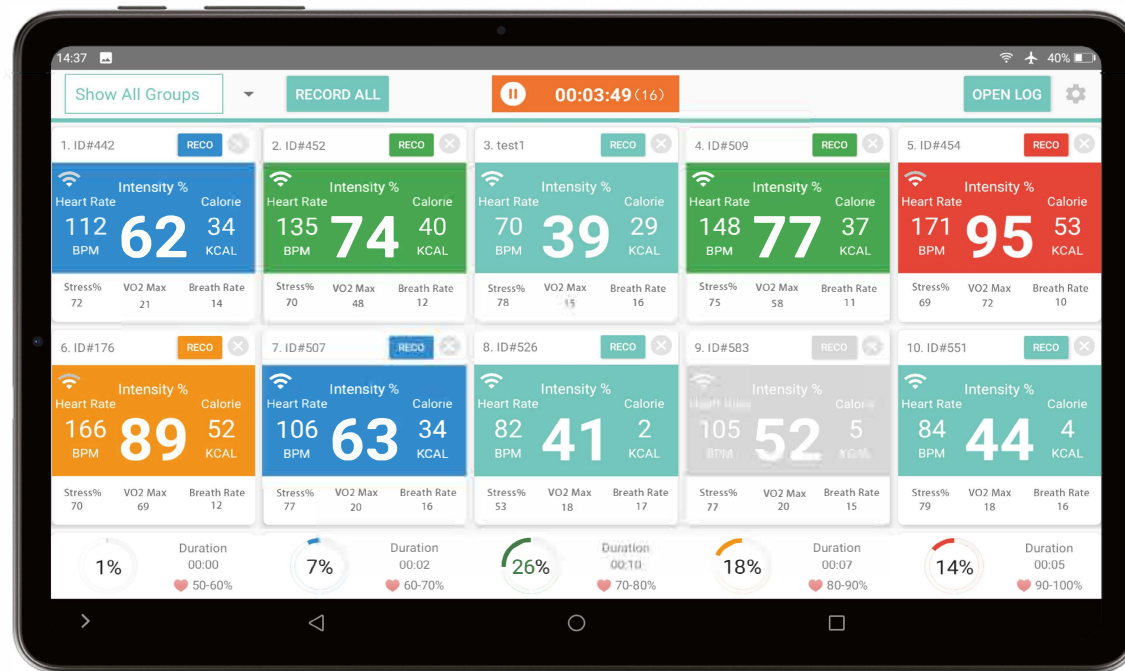 14:37 40%
Show All Groups RECORD ALL 00:03:49(16) OPEN LOG
1. ID#442 RECO
Intensity %
Heart Rate Calorie
112 62 34
BPM KCAL
Stress% VO2 Max Breath Rate
72 21 14
2. ID#452 RECO
Intensity %
Heart Rate Calorie
135 74 40
BPM KCAL
Stress% VO2 Max Breath Rate
70 48 12
3. test1 RECO
Intensity %
Heart Rate Calorie
70 39 29
BPM KCAL
Stress% VO2 Max Breath Rate
78 15 16
4. ID#509 RECO
Intensity %
Heart Rate Calorie
148 77 37
BPM KCAL
Stress% VO2 Max Breath Rate
75 58 11
5. ID#454 RECO
Intensity %
Heart Rate Calorie
171 95 53
BPM KCAL
Stress% VO2 Max Breath Rate
69 72 10
6. ID#176 RECO
Intensity %
Heart Rate Calorie
166 89 52
BPM KCAL
Stress% VO2 Max Breath Rate
70 69 12
7. ID#507 RECO
Intensity %
Heart Rate Calorie
106 63 34
BPM KCAL
Stress% VO2 Max Breath Rate
77 20 16
8. ID#526 RECO
Intensity %
Heart Rate Calorie
82 41 2
BPM KCAL
Stress% VO2 Max Breath Rate
53 18 17
9. ID#583 RECO
Intensity %
105 52 5
BPM KCAL
Stress% VO2 Max Breath Rate
77 20 15
10. ID#551 RECO
Intensity %
Heart Rate Calorie
84 44 4
BPM KCAL
Stress% VO2 Max Breath Rate
79 18 16
1% Duration
00:00
50-60%
7% Duration
00:02
60-70%
26% Duration
00:10
70-80%
18% Duration
00:07
80-90%
14% Duration
00:05
90-100%